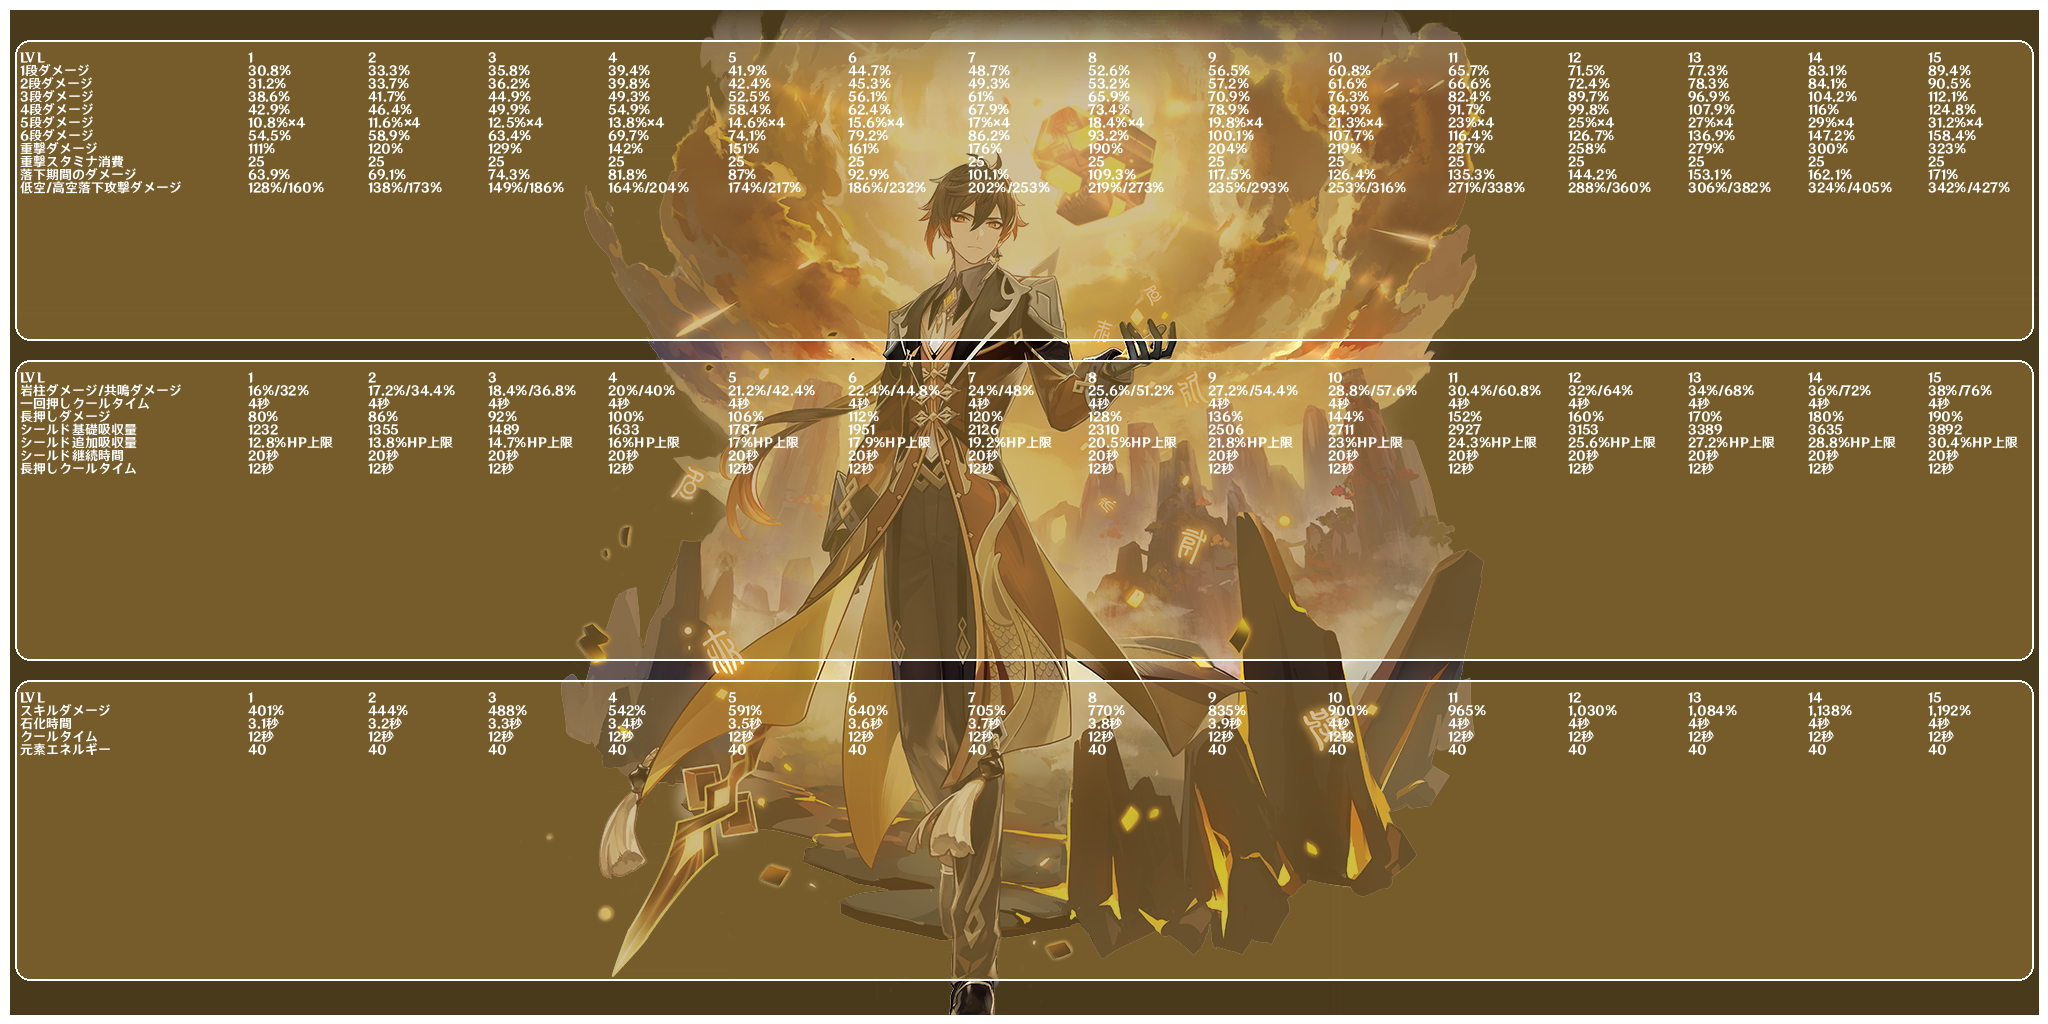 LVL 1 2 3 4 5 6 7 8 9 10 11 12 13 14 15
1段ダメージ 30.8% 33.3% 35.8% 39.4% 41.9% 44.7% 48.7% 52.6% 56.5% 60.8% 65.7% 71.5% 77.3% 83.1% 89.4%
2段ダメージ 31.2% 33.7% 36.2% 39.8% 42.4% 45.3% 49.3% 53.2% 57.2% 61.6% 66.6% 72.4% 78.3% 84.1% 90.5%
3段ダメージ 38.6% 41.7% 44.9% 49.3% 52.5% 56.1% 61% 65.9% 70.9% 76.3% 82.4% 89.7% 96.9% 104.2% 112.1%
4段ダメージ 42.9% 46.4% 49.9% 54.9% 58.4% 62.4% 67.9% 73.4% 78.9% 84.9% 91.7% 99.8% 107.9% 116% 124.8%
5段ダメージ 10.8%×4 11.6%×4 12.5%×4 13.8%×4 14.6%×4 15.6%×4 17%×4 18.4%×4 19.8%×4 21.3%×4 23%×4 25%×4 27%×4 29%×4 31.2%×4
6段ダメージ 54.5% 58.9% 63.4% 69.7% 74.1% 79.2% 86.2% 93.2% 100.1% 107.7% 116.4% 126.7% 136.9% 147.2% 158.4%
重撃ダメージ 111% 120% 129% 142% 151% 161% 176% 190% 204% 219% 237% 258% 279% 300% 323%
重撃スタミナ消費 25 25 25 25 25 25 25 25 25 25 25 25 25 25 25
落下期間のダメージ 63.9% 69.1% 74.3% 81.8% 87% 92.9% 101.1% 109.3% 117.5% 126.4% 135.3% 144.2% 153.1% 162.1% 171%
低空/高空落下攻撃ダメージ 128%/160% 138%/173% 149%/186% 164%/204% 174%/217% 186%/232% 202%/253% 219%/273% 235%/293% 253%/316% 271%/338% 288%/360% 306%/382% 324%/405% 342%/427%
LVL 1 2 3 4 5 6 7 8 9 10 11 12 13 14 15
岩柱ダメージ/共鳴ダメージ 16%/32% 17.2%/34.4% 18.4%/36.8% 20%/40% 21.2%/42.4% 22.4%/44.8% 24%/48% 25.6%/51.2% 27.2%/54.4% 28.8%/57.6% 30.4%/60.8% 32%/64% 34%/68% 36%/72% 38%/76%
一回押しクールタイム 4秒 4秒 4秒 4秒 4秒 4秒 4秒 4秒 4秒 4秒 4秒 4秒 4秒 4秒 4秒
長押しダメージ 80% 86% 92% 100% 106% 112% 120% 128% 136% 144% 152% 160% 170% 180% 190%
シールド基礎吸収量 1232 1355 1489 1633 1787 1951 2126 2310 2506 2711 2927 3153 3389 3635 3892
シールド追加吸収量 12.8%HP上限 13.8%HP上限 14.7%HP上限 16%HP上限 17%HP上限 17.9%HP上限 19.2%HP上限 20.5%HP上限 21.8%HP上限 23%HP上限 24.3%HP上限 25.6%HP上限 27.2%HP上限 28.8%HP上限 30.4%HP上限
シールド継続時間 20秒 20秒 20秒 20秒 20秒 20秒 20秒 20秒 20秒 20秒 20秒 20秒 20秒 20秒 20秒
長押しクールタイム 12秒 12秒 12秒 12秒 12秒 12秒 12秒 12秒 12秒 12秒 12秒 12秒 12秒 12秒 12秒
LVL 1 2 3 4 5 6 7 8 9 10 11 12 13 14 15
スキルダメージ 401% 444% 488% 542% 591% 640% 705% 770% 835% 900% 965% 1,030% 1,084% 1,138% 1,192%
石化時間 3.1秒 3.2秒 3.3秒 3.4秒 3.5秒 3.6秒 3.7秒 3.8秒 3.9秒 4秒 4秒 4秒 4秒 4秒 4秒
クールタイム 12秒 12秒 12秒 12秒 12秒 12秒 12秒 12秒 12秒 12秒 12秒 12秒 12秒 12秒 12秒
元素エネルギー 40 40 40 40 40 40 40 40 40 40 40 40 40 40 40